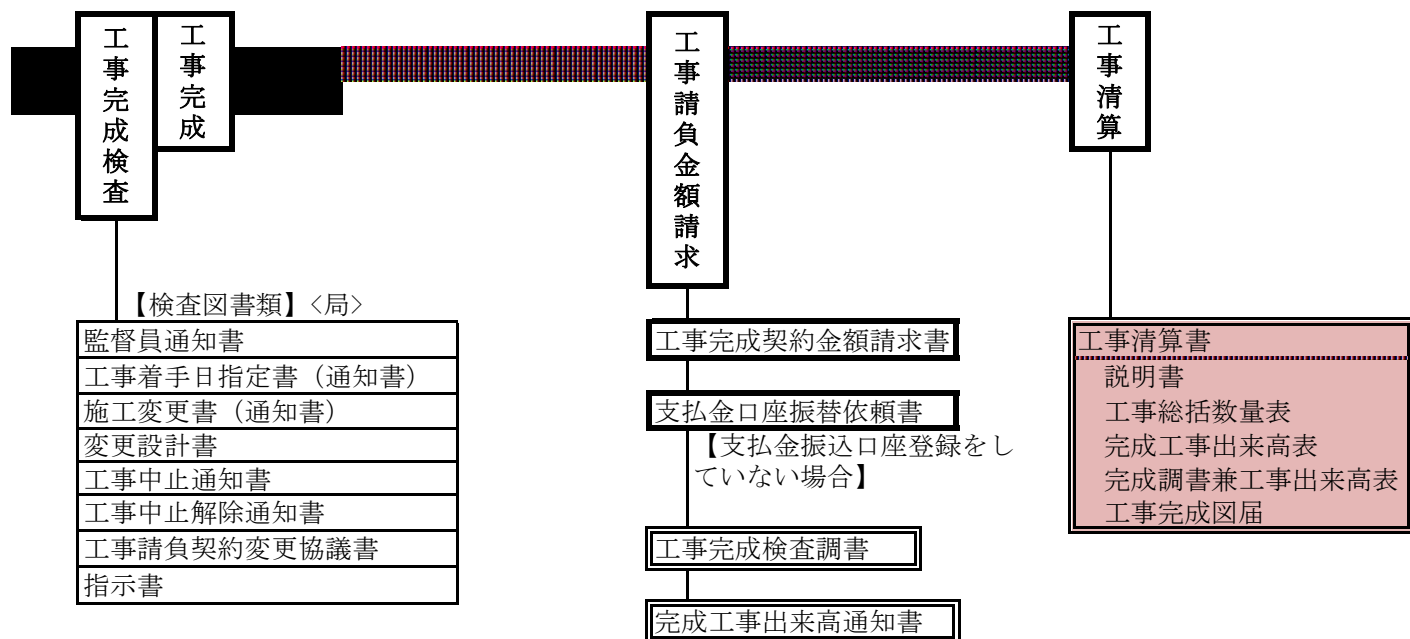 工事完成検査
工事完成
工事請負金額請求
工事清算
【検査図書類】<局>
監督員通知書
工事着手日指定書（通知書）
施工変更書（通知書）
変更設計書
工事中止通知書
工事中止解除通知書
工事請負契約変更協議書
指示書
工事完成契約金額請求書
支払金口座振替依頼書
【支払金振込口座登録をし
ていない場合】
工事完成検査調書
完成工事出来高通知書
工事清算書
説明書
工事総括数量表
完成工事出来高表
完成調書兼工事出来高表
工事完成図届